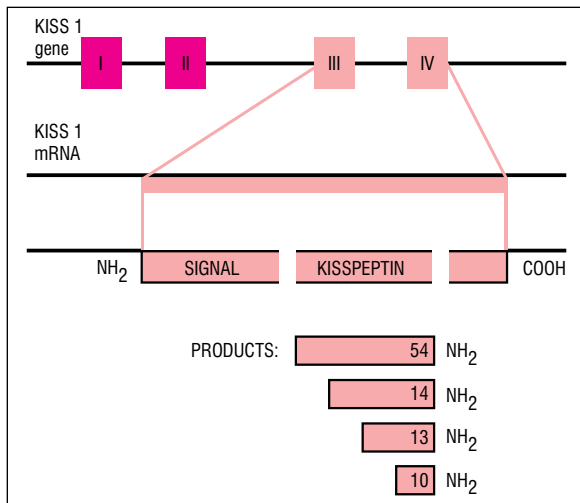 KISS 1
gene
I II III IV
KISS 1
mRNA
NH2 SIGNAL KISSPEPTIN COOH
PRODUCTS: 54 NH2
14 NH2
13 NH2
10 NH2